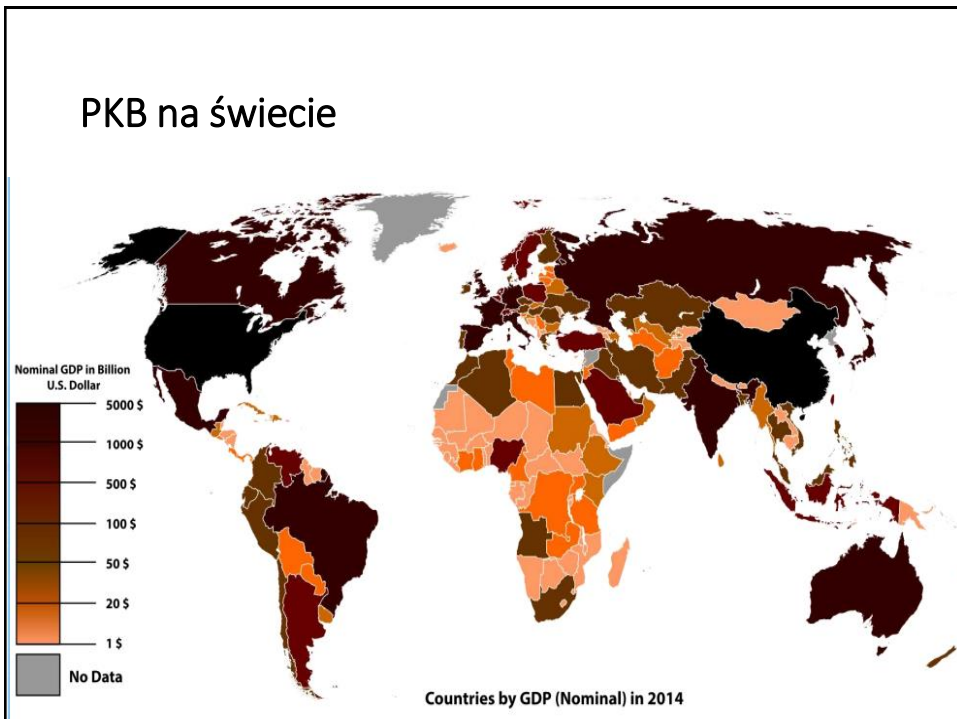 PKB na świecie
Nominal GDP in Billion
U.S. Dollar
5000 $
1000 $
500 $
100 $
50 $
20 $
1 $
No Data
Countries by GDP (Nominal) in 2014